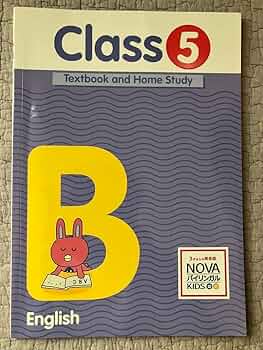 Class 5
Textbook and Home Study
B
NOVA
バイリンガル
KIDS
English